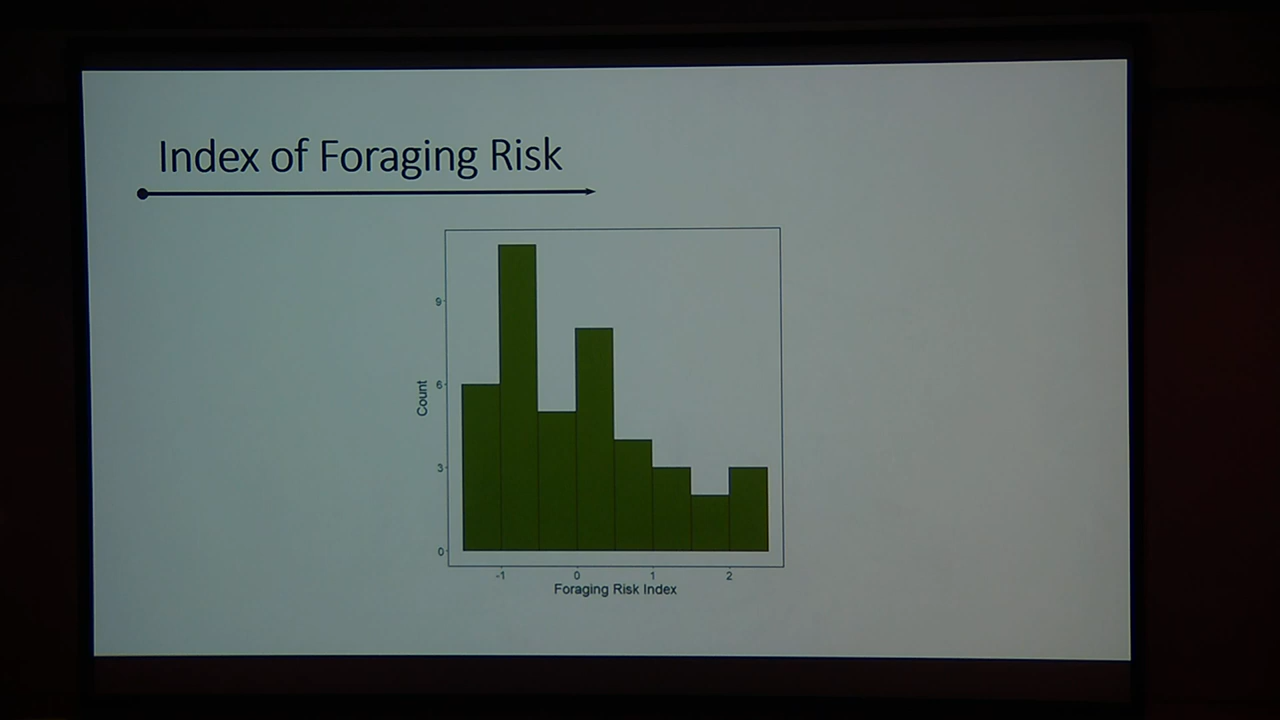 Index of Foraging Risk
9
6
3
0
Count
-1 0 1 2
Foraging Risk Index